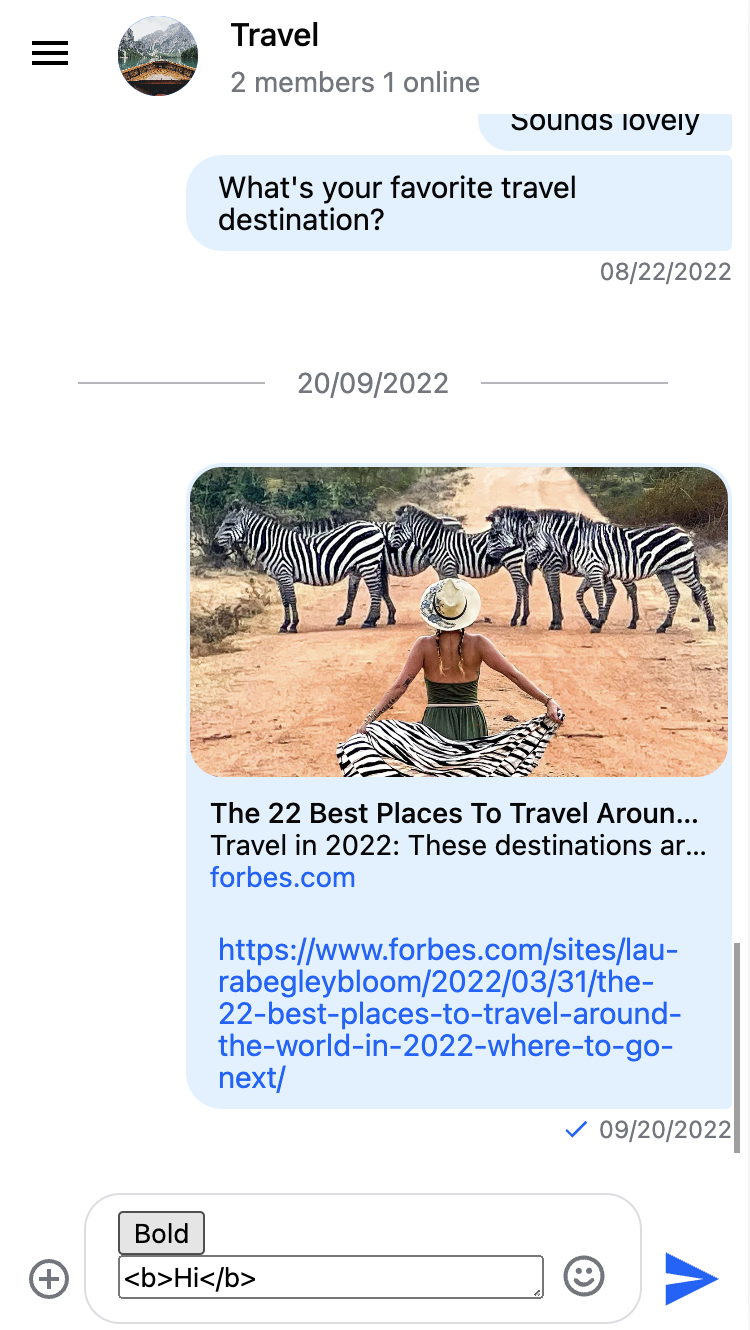 Travel
2 members 1 online
Sounds lovely
What's your favorite travel
destination?
08/22/2022
20/09/2022
The 22 Best Places To Travel Aroun...
Travel in 2022: These destinations ar...
forbes.com
https://www.forbes.com/sites/lau-
rabegleybloom/2022/03/31/the-
22-best-places-to-travel-around-
the-world-in-2022-where-to-go-
next/
09/20/2022
Bold
<b>Hi</b>